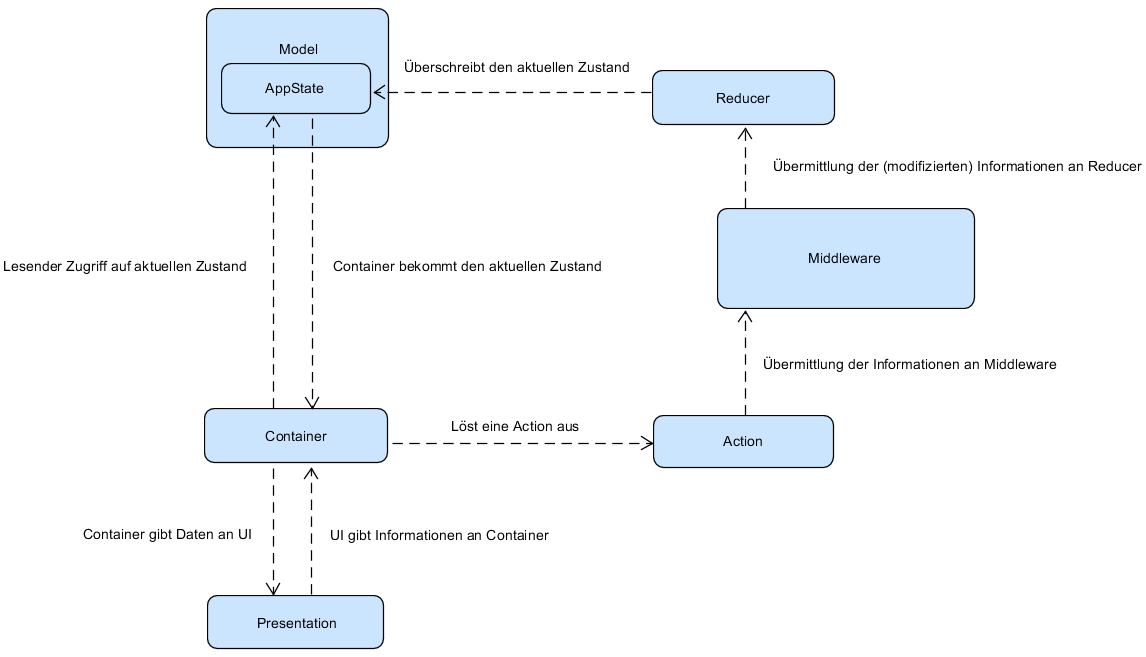 Model
AppState
Überschreibt den aktuellen Zustand
Reducer
Übermittlung der (modifizierten) Informationen an Reducer
Middleware
Lesender Zugriff auf aktuellen Zustand
Container bekommt den aktuellen Zustand
Übermittlung der Informationen an Middleware
Container
Löst eine Action aus
Action
Container gibt Daten an UI
UI gibt Informationen an Container
Presentation